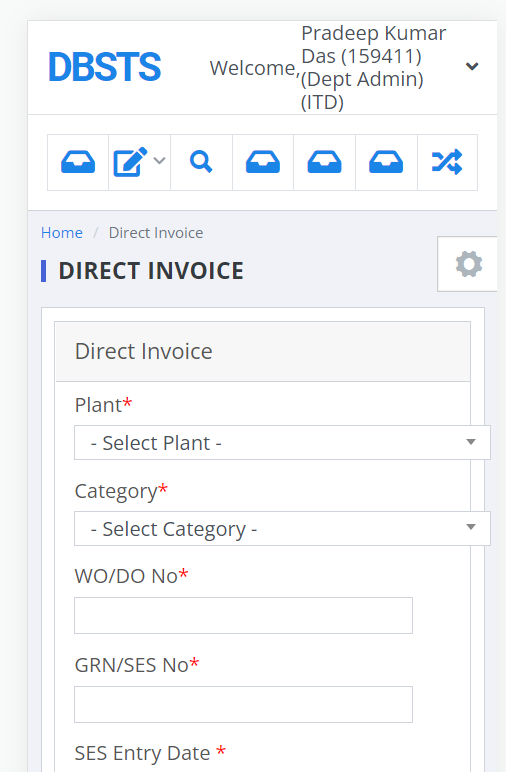 DBSTS
Welcome,
Pradeep Kumar
Das (159411)
(Dept Admin)
(ITD)
Home / Direct Invoice
DIRECT INVOICE
Direct Invoice
Plant*
- Select Plant -
Category*
- Select Category -
WO/DO No*
GRN/SES No*
SES Entry Date *